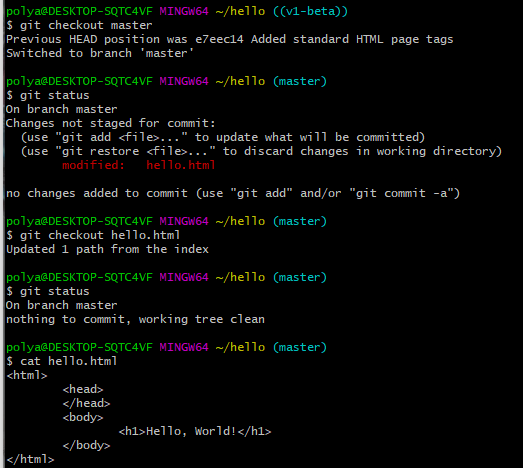 polya@DESKTOP-SQTC4VF MINGW64 ~/hello ((v1-beta))
$ git checkout master
Previous HEAD position was e7eec14 Added standard HTML page tags
Switched to branch 'master'

polya@DESKTOP-SQTC4VF MINGW64 ~/hello (master)
$ git status
On branch master
Changes not staged for commit:
  (use "git add <file>..." to update what will be committed)
  (use "git restore <file>..." to discard changes in working directory)
        modified:   hello.html

no changes added to commit (use "git add" and/or "git commit -a")

polya@DESKTOP-SQTC4VF MINGW64 ~/hello (master)
$ git checkout hello.html
Updated 1 path from the index

polya@DESKTOP-SQTC4VF MINGW64 ~/hello (master)
$ git status
On branch master
nothing to commit, working tree clean

polya@DESKTOP-SQTC4VF MINGW64 ~/hello (master)
$ cat hello.html
<html>
        <head>
        </head>
        <body>
                <h1>Hello, World!</h1>
        </body>
</html>